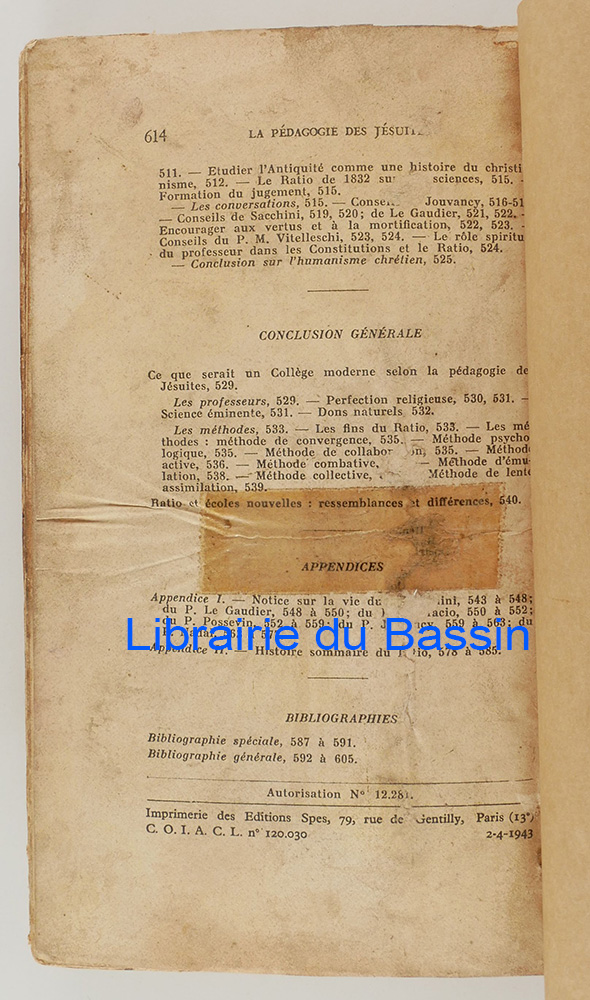 614 LA PÉDAGOGIE DES
511. — Etudier l'Antiquité comme une histoire du christi
nisme, 512. — Le Ratio de 1832 sur sciences, 515. -
Formation du jugement, 515.
— Les conversations, 515. — Jouvancy, 516-51
— Conseils de Sacchini, 519, 520; de Le Gaudier, 521, 522. -
Encourager aux vertus et à la mortification, 522, 523. -
Conseils du P. M. Vitelleschi, 523, 524. — Le rôle spiritu
du professeur dans les Constitutions et le Ratio, 524.
— Conclusion sur l'humanisme chrétien, 525.
CONCLUSION GÉNÉRALE
Ce que serait un Collège moderne selon la pédagogie de
Jésuites, 529.
Les professeurs, 529. — Perfection religieuse, 530, 531. —
Science éminente, 531. — Dons naturels, 532.
Les méthodes, 533. — Les fins du Ratio, 533. — Les mé
thodes : méthode de convergence, 535. — Méthode psycho
logique, 535. — Méthode de 535. — Méthode
active, 536. — Méthode combative, — Méthode d'ému
lation, 538. — Méthode collective, Méthode de lente
assimilation, 539.
Ratio et écoles nouvelles : ressemblances et différences, 540.
APPENDICES
Appendice I. — Notice sur la vie du 543 à 548;
du P. Le Gaudier, 548 à 550; du 550 à 552;
du P. Possevin, 552 à 559; du P. 559 à 563; du
Librairie du Bassin
Appendice II. — Histoire sommaire du 578 à 585.
BIBLIOGRAPHIES
Bibliographie spéciale, 587 à 591.
Bibliographie générale, 592 à 605.
Autorisation N° 12.281.
Imprimerie des Editions Spes, 79, rue de Gentilly, Paris (13°)
C. O. I. A. C. L. n° 120.030 2-4-1943